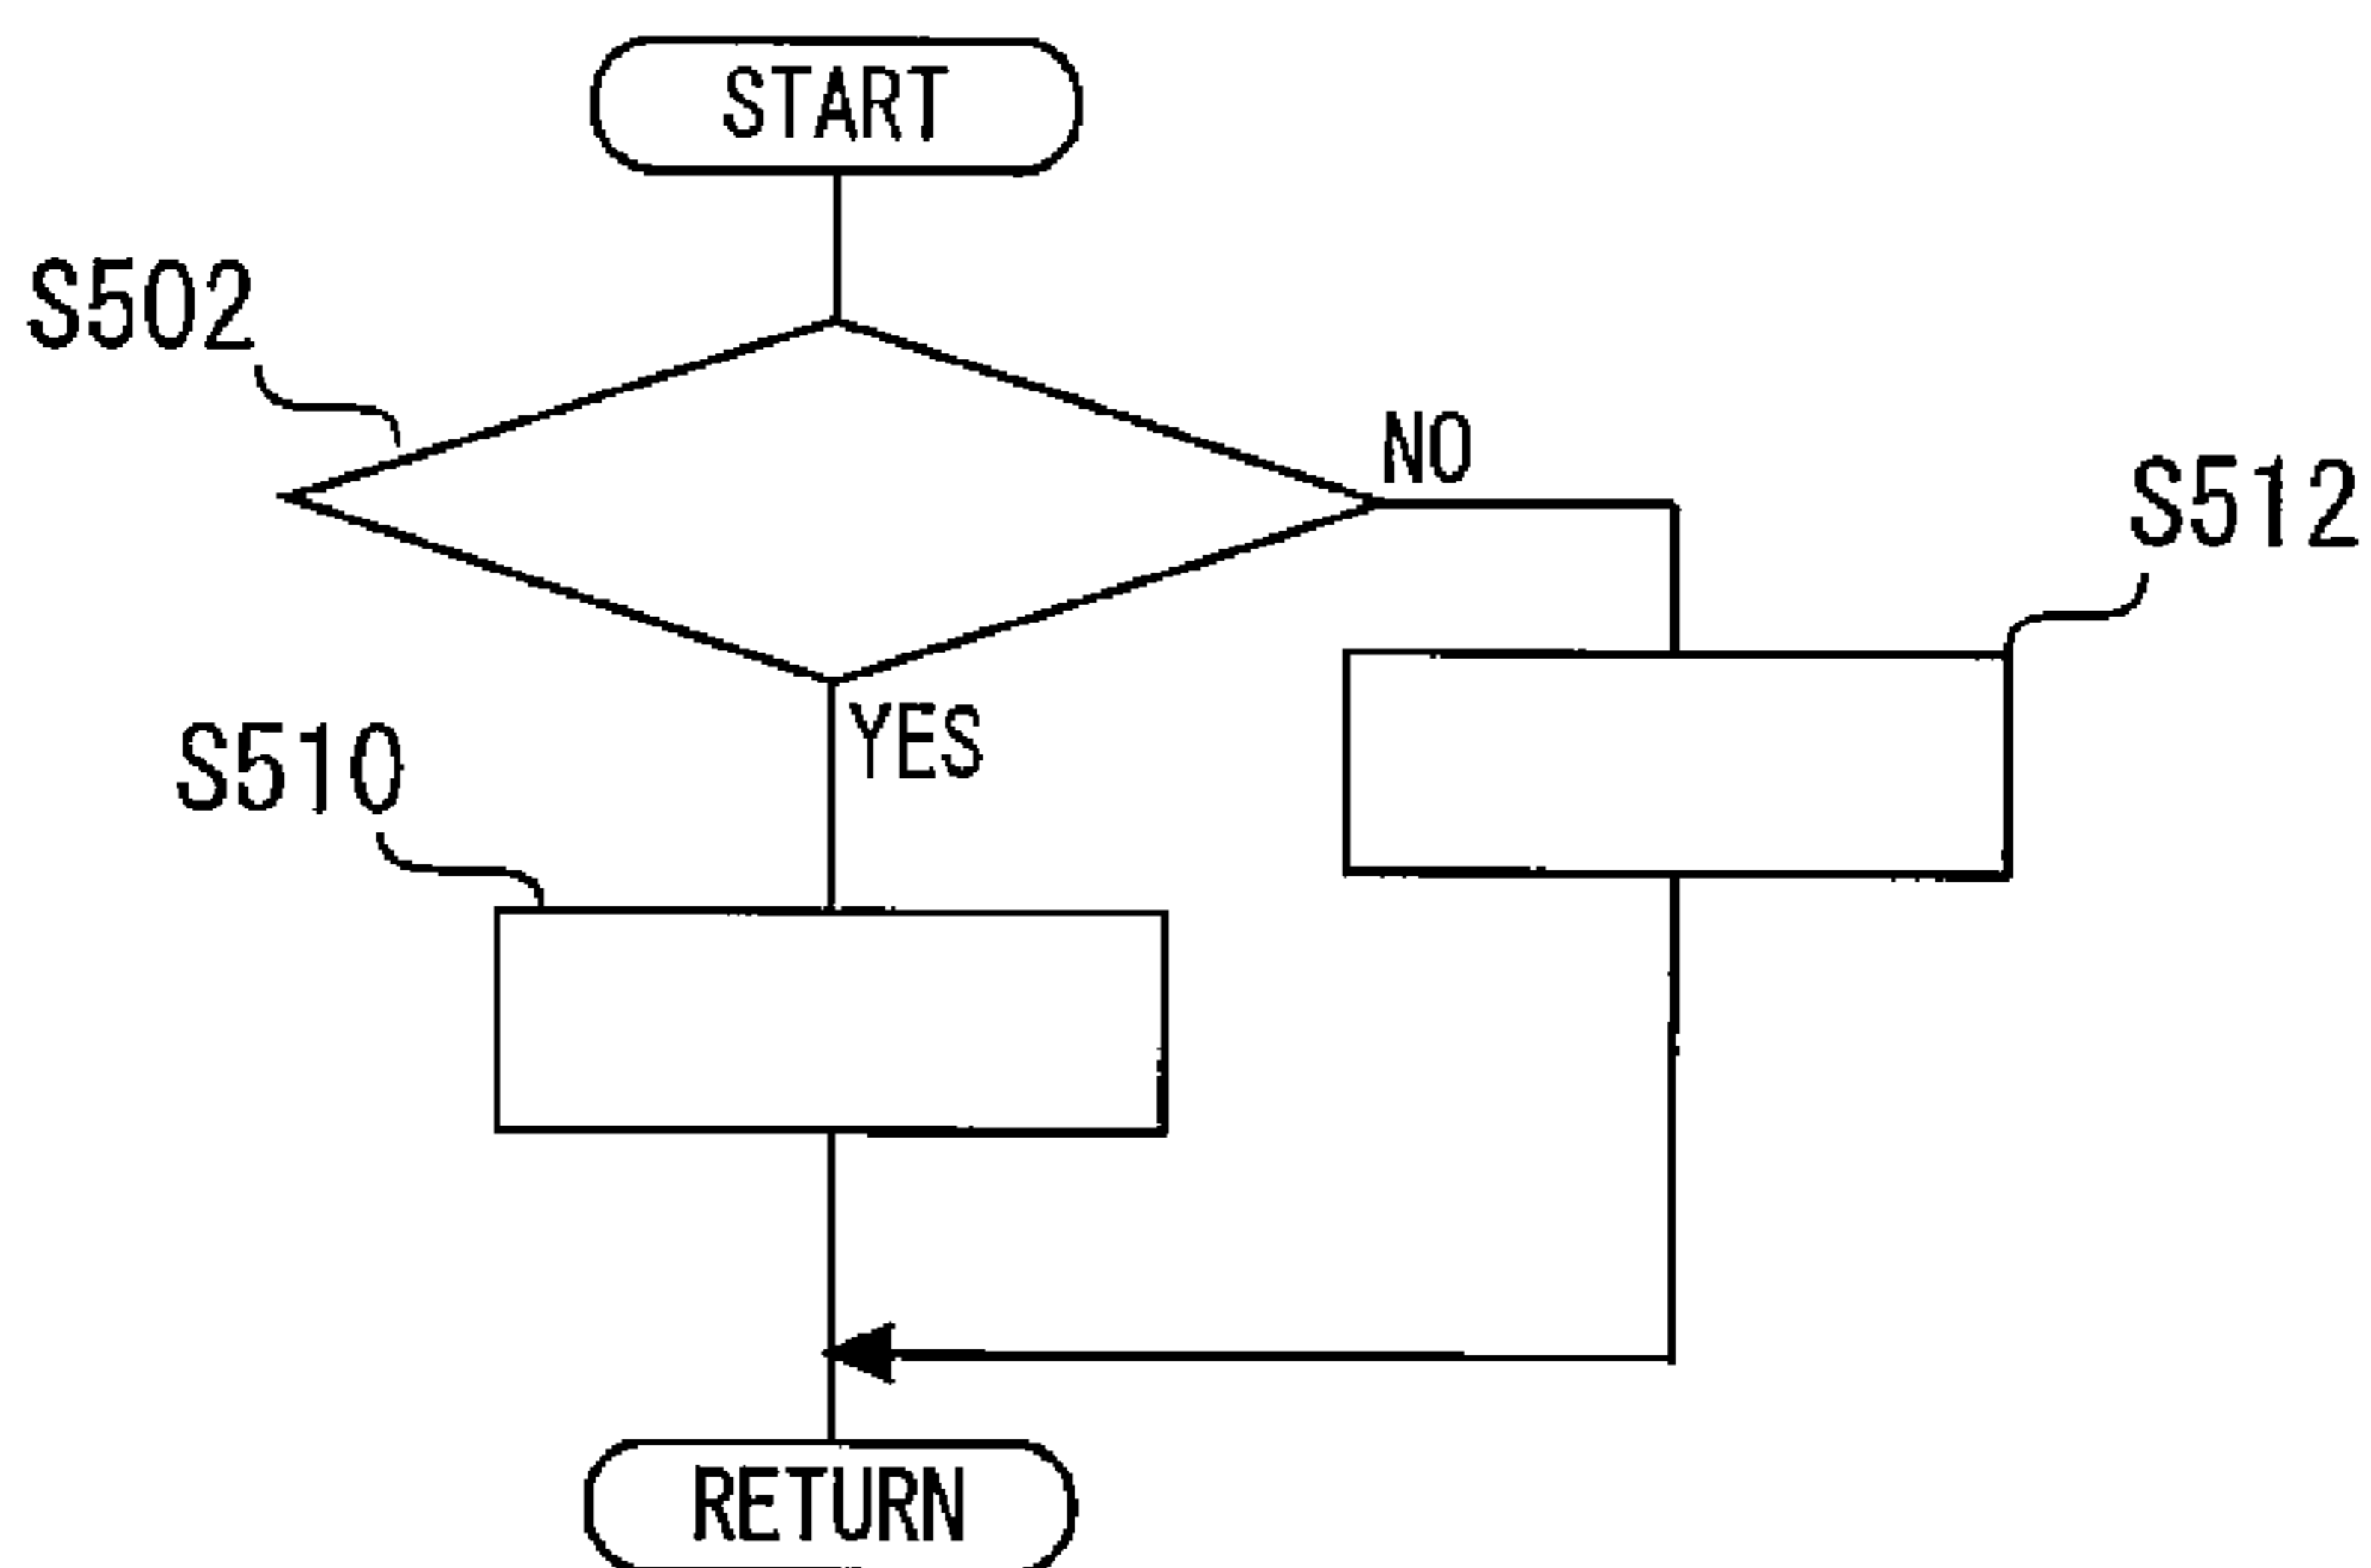 START
S502
NO
S512
YES
S510
RETURN